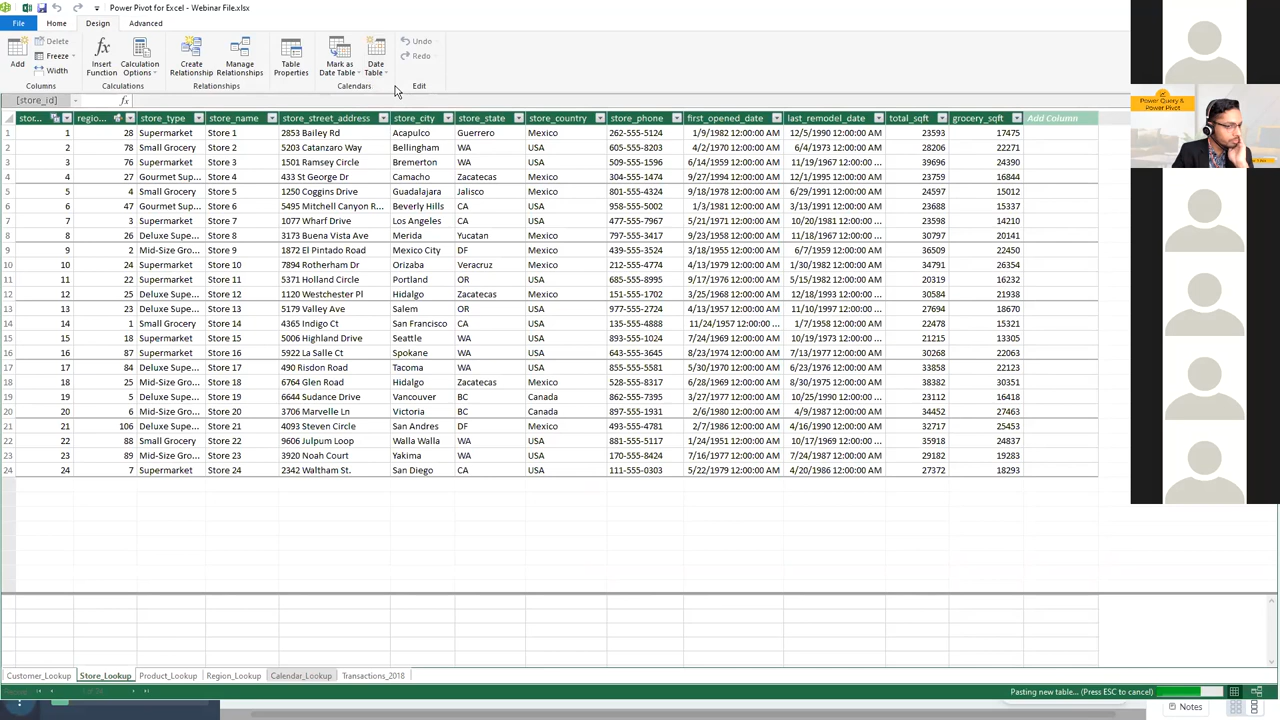 Power Pivot for Excel - Webinar File.xlsx
File Home Design Advanced
Add Delete Freeze Width Insert Function Calculation Options Create Relationship Manage Relationships Table Properties Mark as Date Table Date Table Undo Redo
Columns Calculations Relationships Calendars Edit
[store_id] fx
stor... regio... store_type store_name store_street_address store_city store_state store_country store_phone first_opened_date last_remodel_date total_sqft grocery_sqft Add Column
1 1 28 Supermarket Store 1 2853 Bailey Rd Acapulco Guerrero Mexico 262-555-5124 1/9/1982 12:00:00 AM 12/5/1990 12:00:00 AM 23593 17475
2 2 78 Small Grocery Store 2 5203 Catanzaro Way Bellingham WA USA 605-555-8203 4/2/1970 12:00:00 AM 6/4/1973 12:00:00 AM 28206 22271
3 3 76 Supermarket Store 3 1501 Ramsey Circle Bremerton WA USA 509-555-1596 6/14/1959 12:00:00 AM 11/19/1967 12:00:00 AM 39696 24390
4 4 27 Gourmet Sup... Store 4 433 St George Dr Camacho Zacatecas Mexico 304-555-1474 9/27/1994 12:00:00 AM 12/1/1995 12:00:00 AM 23759 16844
5 5 4 Small Grocery Store 5 1250 Coggins Drive Guadalajara Jalisco Mexico 801-555-4324 9/18/1978 12:00:00 AM 6/29/1991 12:00:00 AM 24597 15012
6 6 47 Gourmet Sup... Store 6 5495 Mitchell Canyon R... Beverly Hills CA USA 958-555-5002 1/3/1981 12:00:00 AM 3/13/1991 12:00:00 AM 23688 15337
7 7 3 Supermarket Store 7 1077 Wharf Drive Los Angeles CA USA 477-555-7967 5/21/1971 12:00:00 AM 10/20/1981 12:00:00 AM 23598 14210
8 8 26 Deluxe Supe... Store 8 3173 Buena Vista Ave Merida Yucatan Mexico 797-555-3417 9/23/1958 12:00:00 AM 11/18/1967 12:00:00 AM 30797 20141
9 9 2 Mid-Size Gro... Store 9 1872 El Pintado Road Mexico City DF Mexico 439-555-3524 3/18/1955 12:00:00 AM 6/7/1959 12:00:00 AM 36509 22450
10 10 24 Supermarket Store 10 7894 Rotherham Dr Orizaba Veracruz Mexico 212-555-4774 4/13/1979 12:00:00 AM 1/30/1982 12:00:00 AM 34791 26354
11 11 22 Supermarket Store 11 5371 Holland Circle Portland OR USA 685-555-8995 9/17/1976 12:00:00 AM 5/15/1982 12:00:00 AM 20319 16232
12 12 25 Deluxe Supe... Store 12 1120 Westchester Pl Hidalgo Zacatecas Mexico 151-555-1702 3/25/1968 12:00:00 AM 12/18/1993 12:00:00 ... 30584 21938
13 13 23 Deluxe Supe... Store 13 5179 Valley Ave Salem OR USA 977-555-2724 4/13/1957 12:00:00 AM 11/10/1997 12:00:00 ... 27694 18670
14 14 1 Small Grocery Store 14 4365 Indigo Ct San Francisco CA USA 135-555-4888 11/24/1957 12:00:00 ... 1/7/1958 12:00:00 AM 22478 15321
15 15 18 Supermarket Store 15 5006 Highland Drive Seattle WA USA 893-555-1024 7/24/1969 12:00:00 AM 10/19/1973 12:00:00 AM 21215 13305
16 16 87 Supermarket Store 16 5922 La Salle Ct Spokane WA USA 643-555-3645 8/23/1974 12:00:00 AM 7/13/1977 12:00:00 AM 30268 22063
17 17 84 Deluxe Supe... Store 17 490 Risdon Road Tacoma WA USA 855-555-5581 5/30/1970 12:00:00 AM 6/23/1976 12:00:00 AM 33858 22123
18 18 25 Mid-Size Gro... Store 18 6764 Glen Road Hidalgo Zacatecas Mexico 528-555-8317 6/28/1969 12:00:00 AM 8/30/1975 12:00:00 AM 38382 30351
19 19 5 Deluxe Supe... Store 19 6644 Sudance Drive Vancouver BC Canada 862-555-7395 3/27/1977 12:00:00 AM 10/25/1990 12:00:00 AM 23112 16418
20 20 6 Mid-Size Gro... Store 20 3706 Marvelle Ln Victoria BC Canada 897-555-1931 2/6/1980 12:00:00 AM 4/9/1987 12:00:00 AM 34452 27463
21 21 106 Deluxe Supe... Store 21 4093 Steven Circle San Andres DF Mexico 493-555-4781 2/7/1986 12:00:00 AM 4/16/1990 12:00:00 AM 32717 25453
22 22 88 Small Grocery Store 22 9606 Julpum Loop Walla Walla WA USA 881-555-5117 1/24/1951 12:00:00 AM 10/17/1969 12:00:00 AM 35918 24837
23 23 89 Mid-Size Gro... Store 23 3920 Noah Court Yakima WA USA 170-555-8424 7/16/1977 12:00:00 AM 7/24/1987 12:00:00 AM 29182 19283
24 24 7 Supermarket Store 24 2342 Waltham St. San Diego CA USA 111-555-0303 5/22/1979 12:00:00 AM 4/20/1986 12:00:00 AM 27372 18293
Customer_Lookup Store_Lookup Product_Lookup Region_Lookup Calendar_Lookup Transactions_2018
Pasting new table... (Press ESC to cancel)
Notes
Power Query &
Power Pivot